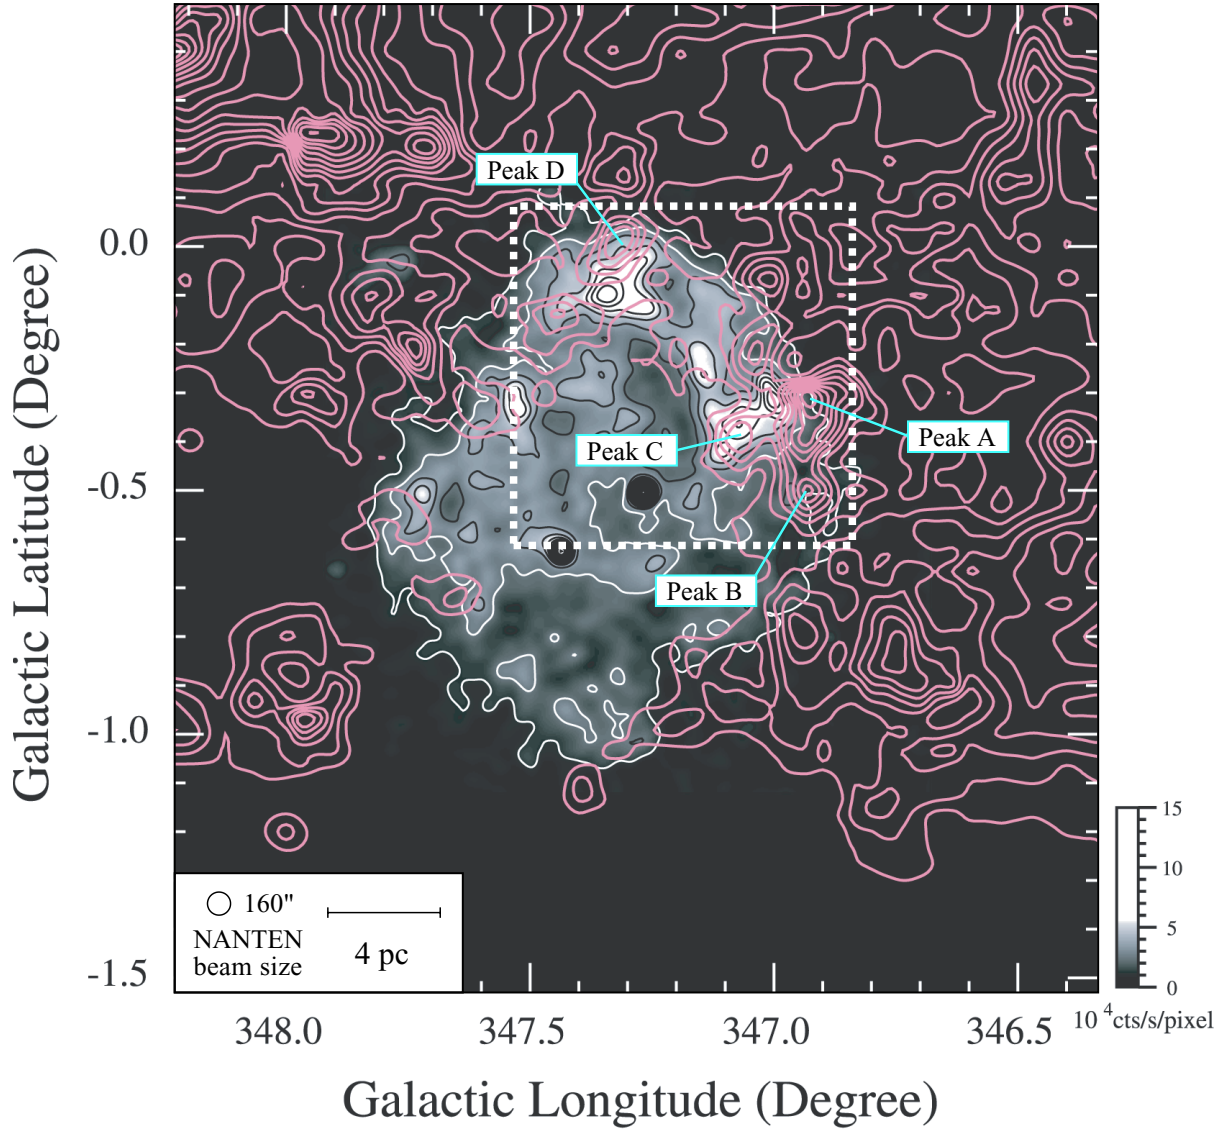 Peak D
Peak A
Peak C
Peak B
0.0
-0.5
-1.0
-1.5
Galactic Latitude (Degree)
160"
NANTEN
beam size
4 pc
348.0
347.5
347.0
346.5
Galactic Longitude (Degree)
15
10
5
0
10 4cts/s/pixel